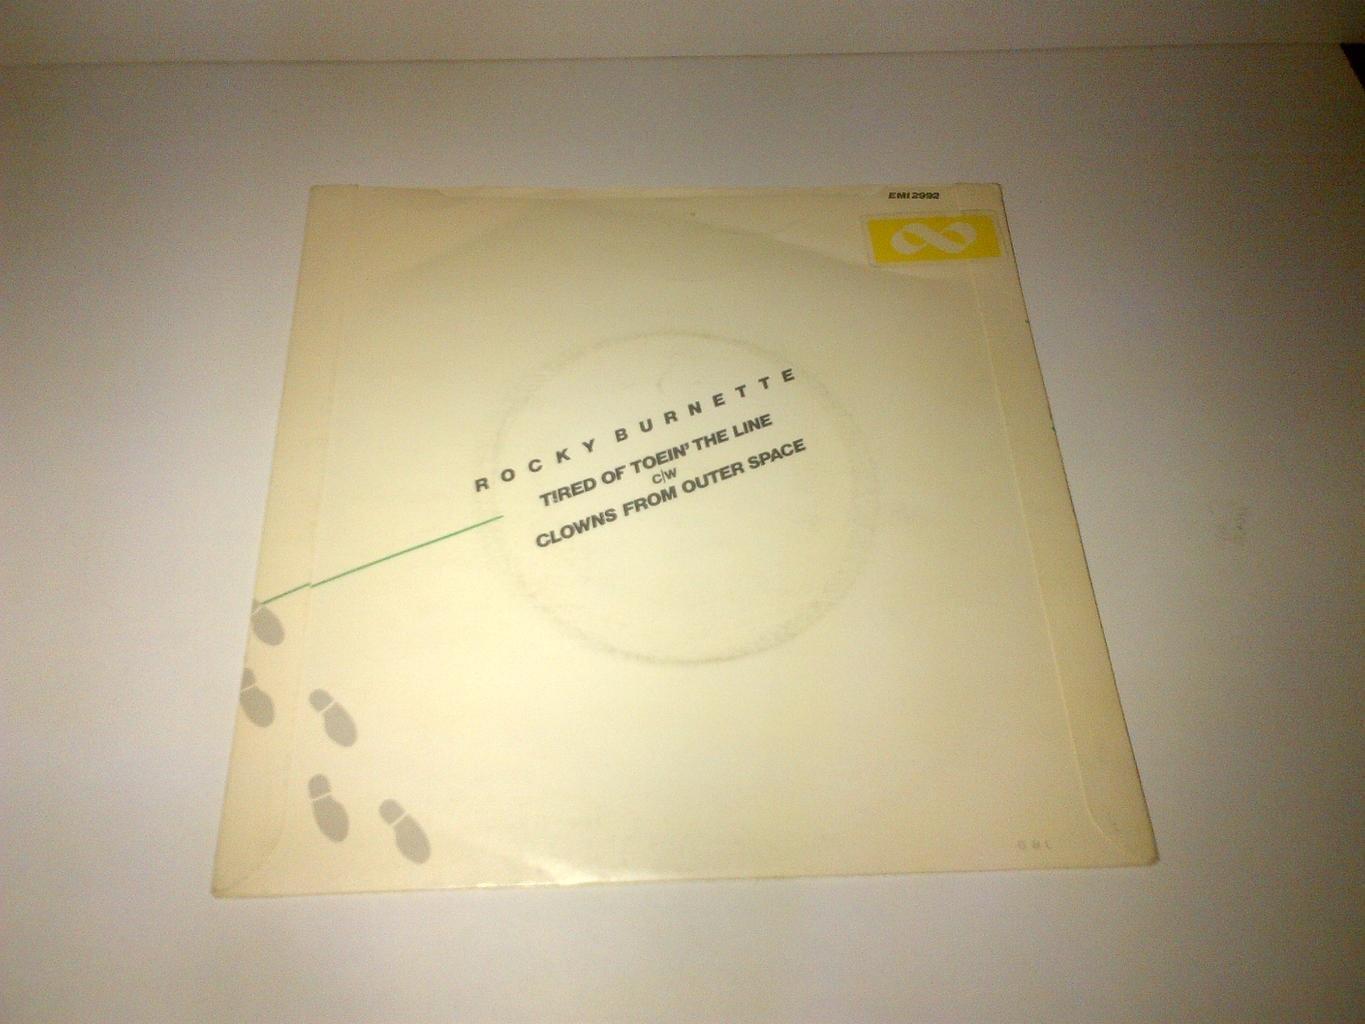 EMI 2992
ROCKY BURNETTE
TIRED OF TOEIN' THE LINE
c/w
CLOWNS FROM OUTER SPACE